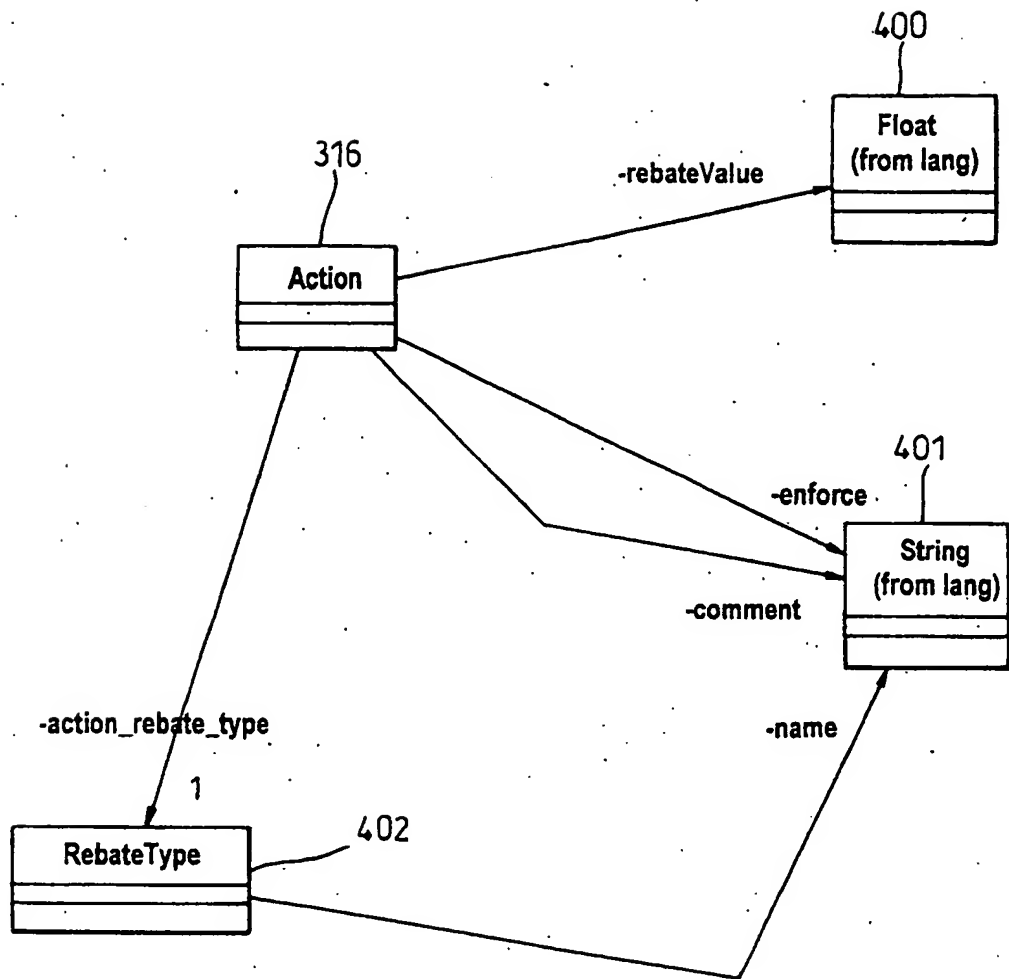 400
Float
(from lang)
316
-rebateValue
Action
401
-enforce
String
(from lang)
-comment
-action_rebate_type
-name
1
402
RebateType